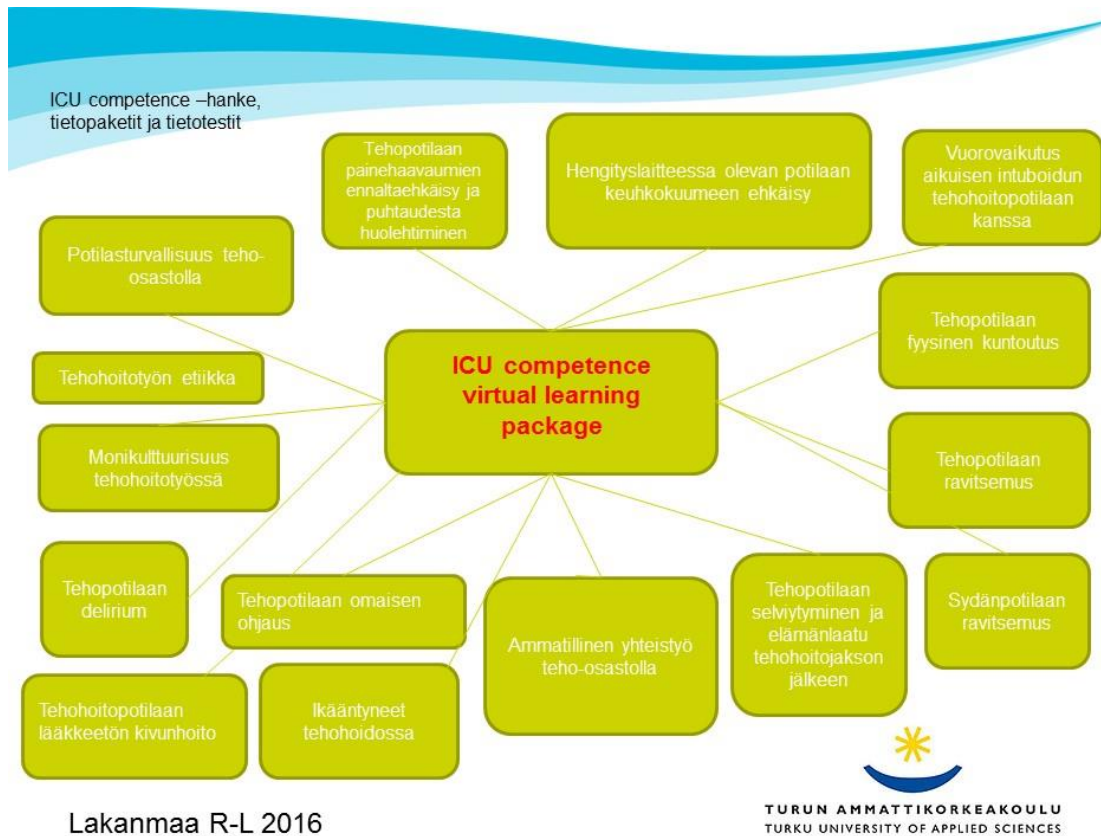 ICU competence –hanke,
tietopaketit ja tietotestit
Tehopotilaan
painehaavaumien
ennaltaehkäisy ja
puhtaudesta
huolehtiminen
Hengityslaitteessa olevan potilaan
keuhkokuumeen ehkäisy
Vuorovaikutus
aikuisen intuboidun
tehohoitopotilaan
kanssa
Potilasturvallisuus teho-
osastolla
Tehopotilaan
fyysinen kuntoutus
ICU competence
virtual learning
package
Tehohoitotyön etiikka
Monikulttuurisuus
tehohoitotyössä
Tehopotilaan
ravitsemus
Tehopotilaan
delirium
Tehopotilaan omaisen
ohjaus
Ammatillinen yhteistyö
teho-osastolla
Tehopotilaan
selviytyminen ja
elämänlaatu
tehohoitojakson
jälkeen
Sydänpotilaan
ravitsemus
Tehohoitopotilaan
lääkkeetön kivunhoito
Ikääntyneet
tehohoidossa
TURUN AMMATTIKORKEAKOULU
TURKU UNIVERSITY OF APPLIED SCIENCES
Lakanmaa R-L 2016